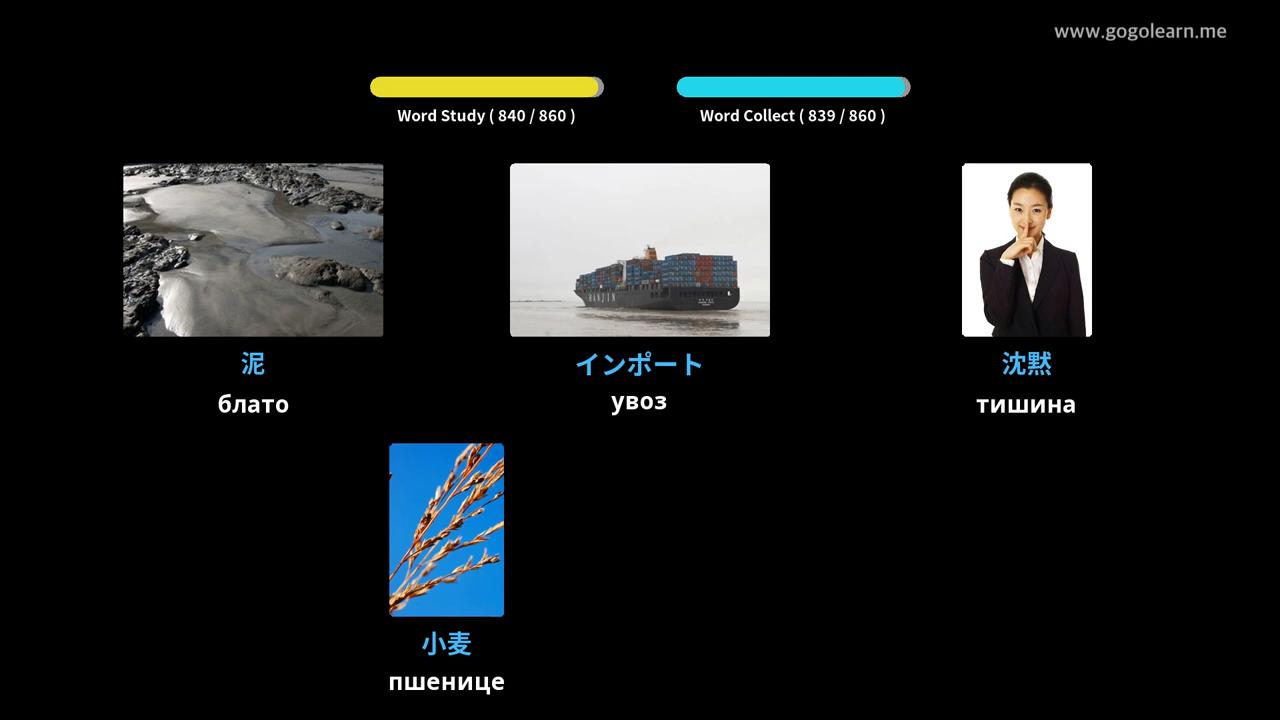 www.gogolearn.me
Word Study ( 840 / 860 )
Word Collect ( 839 / 860 )
泥
блато
インポート
увоз
沈黙
тишина
小麦
пшенице
HANJIN